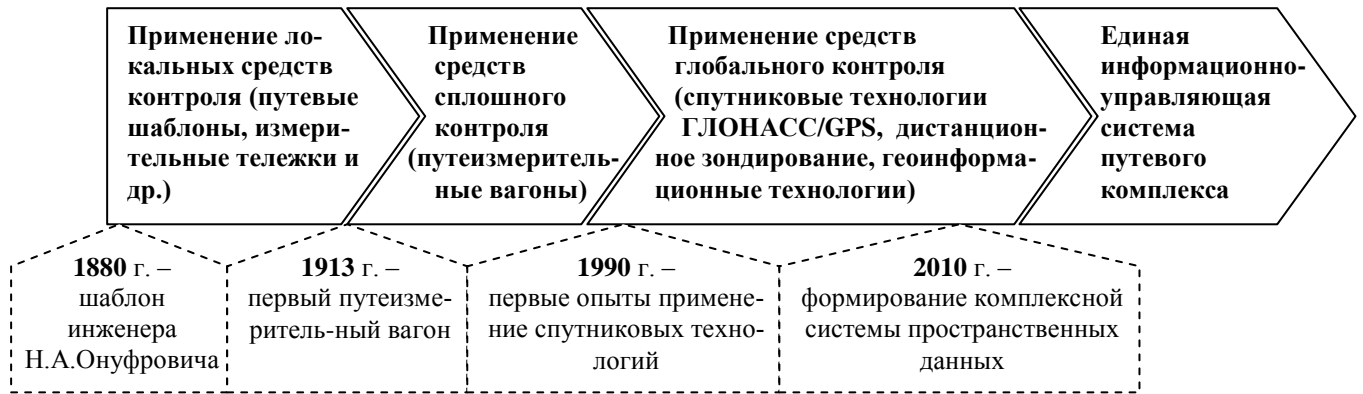 Применение ло-
кальных средств
контроля (путевые
шаблоны, измери-
тельные тележки и
др.)
Применение
средств
сплошного
контроля
(путеизмеритель-
ные вагоны)
Применение средств
глобального контроля
(спутниковые технологии
ГЛОНАСС/GPS, дистанцион-
ное зондирование, геоинформа-
ционные технологии)
Единая
информационно-
управляющая
система
путевого
комплекса
1880 г. –
шаблон
инженера
Н.А.Онуфровича
1913 г. –
первый путеизме-
ритель-ный вагон
1990 г. –
первые опыты примене-
ние спутниковых техно-
логий
2010 г. –
формирование комплексной
системы пространственных
данных